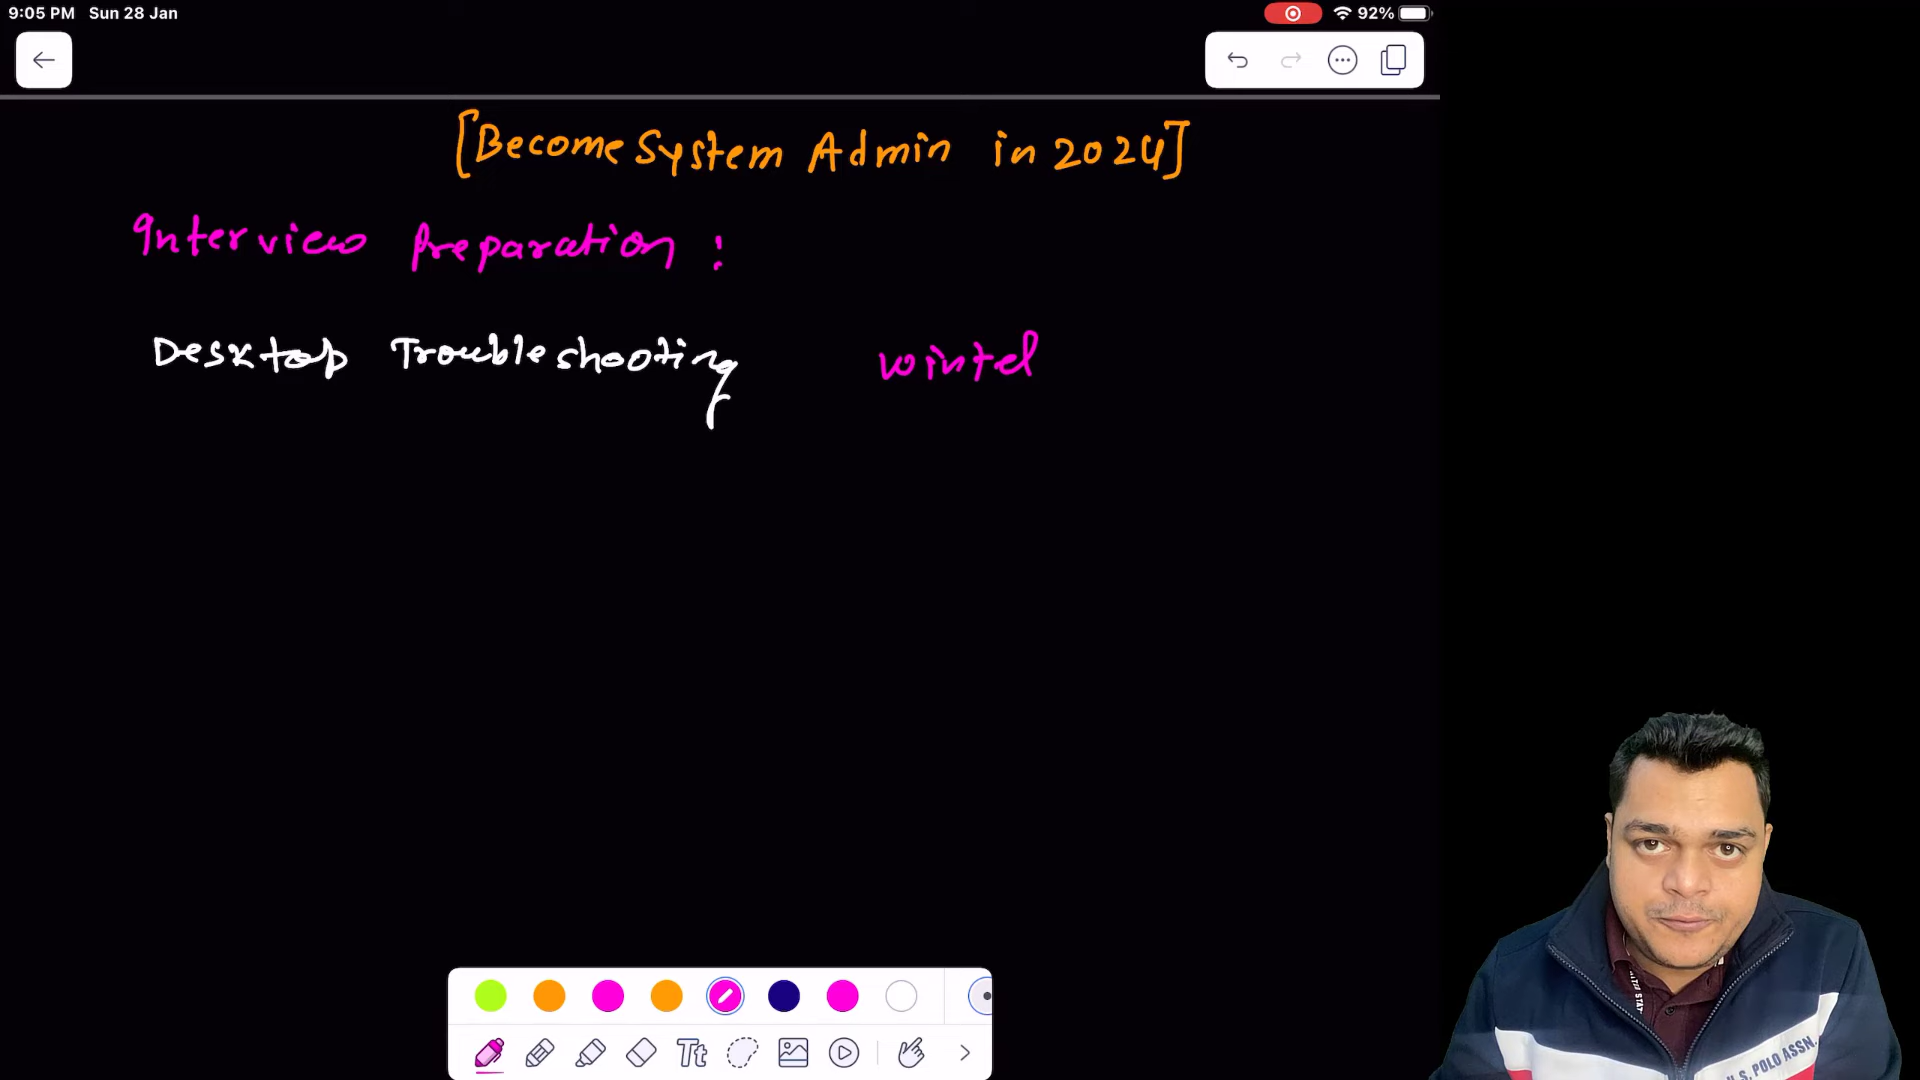 9:05 PM Sun 28 Jan 92%
[Become System Admin in 2024]
Interview Preparation :
Desktop Troubleshooting wintel
Tt
U.S. POLO ASSN.